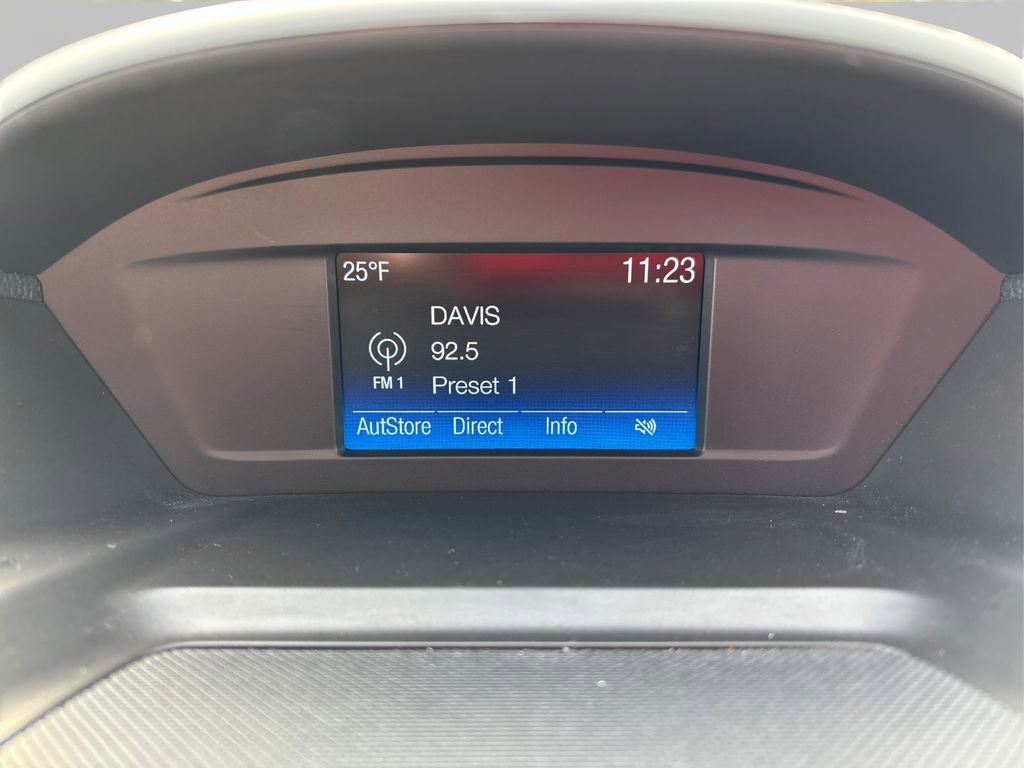 25°F 11:23
DAVIS
92.5
FM 1 Preset 1
AutStore Direct Info